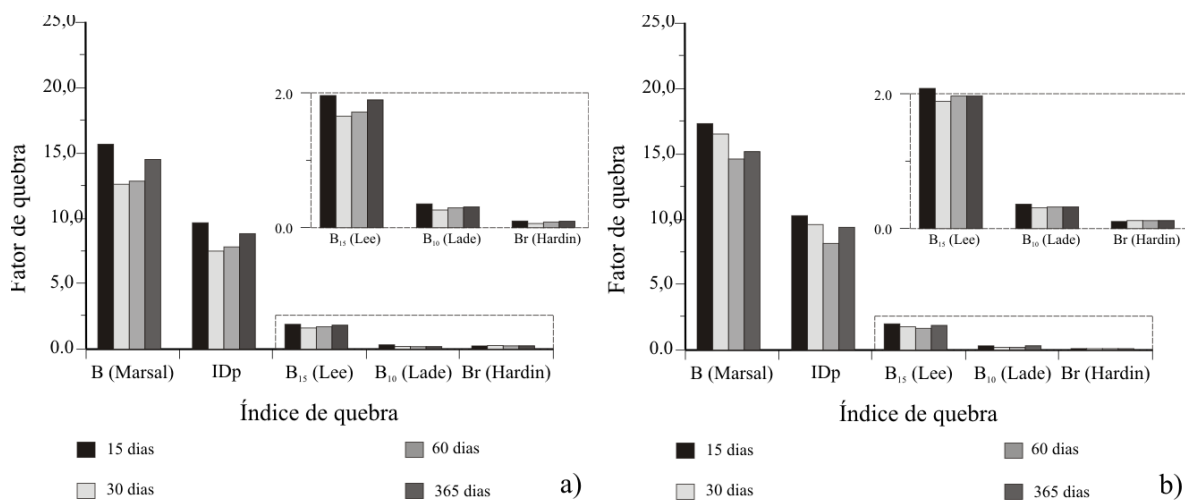 25,0
20,0
15,0
10,0
5,0
0.0
Fator de quebra
2.0
0.0
B₁₅ (Lee)
B₁₀ (Lade)
Br (Hardin)
B (Marsal)
IDp
B₁₅ (Lee)
B₁₀ (Lade)
Br (Hardin)
Índice de quebra
15 dias
60 dias
30 dias
365 dias
a)
25,0
20,0
15,0
10,0
5,0
0.0
Fator de quebra
2.0
0.0
B₁₅ (Lee)
B₁₀ (Lade)
Br (Hardin)
B (Marsal)
IDp
B₁₅ (Lee)
B₁₀ (Lade)
Br (Hardin)
Índice de quebra
15 dias
60 dias
30 dias
365 dias
b)